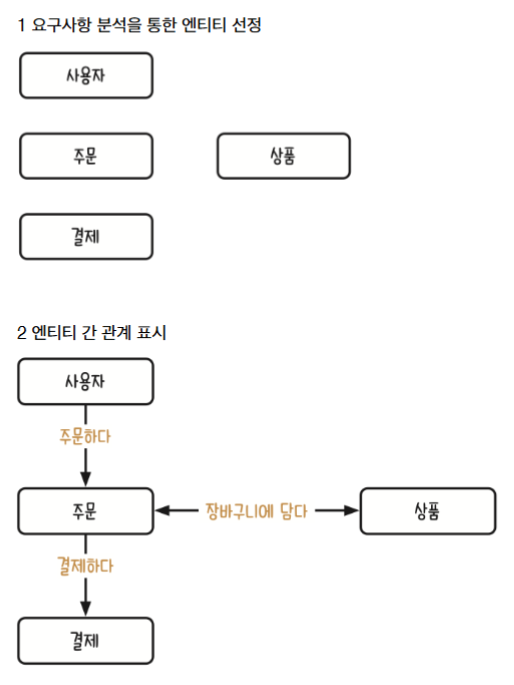 1 요구사항 분석을 통한 엔티티 선정
사용자
주문 상품
결제
2 엔티티 간 관계 표시
사용자
주문하다
주문 장바구니에 담다 상품
결제하다
결제